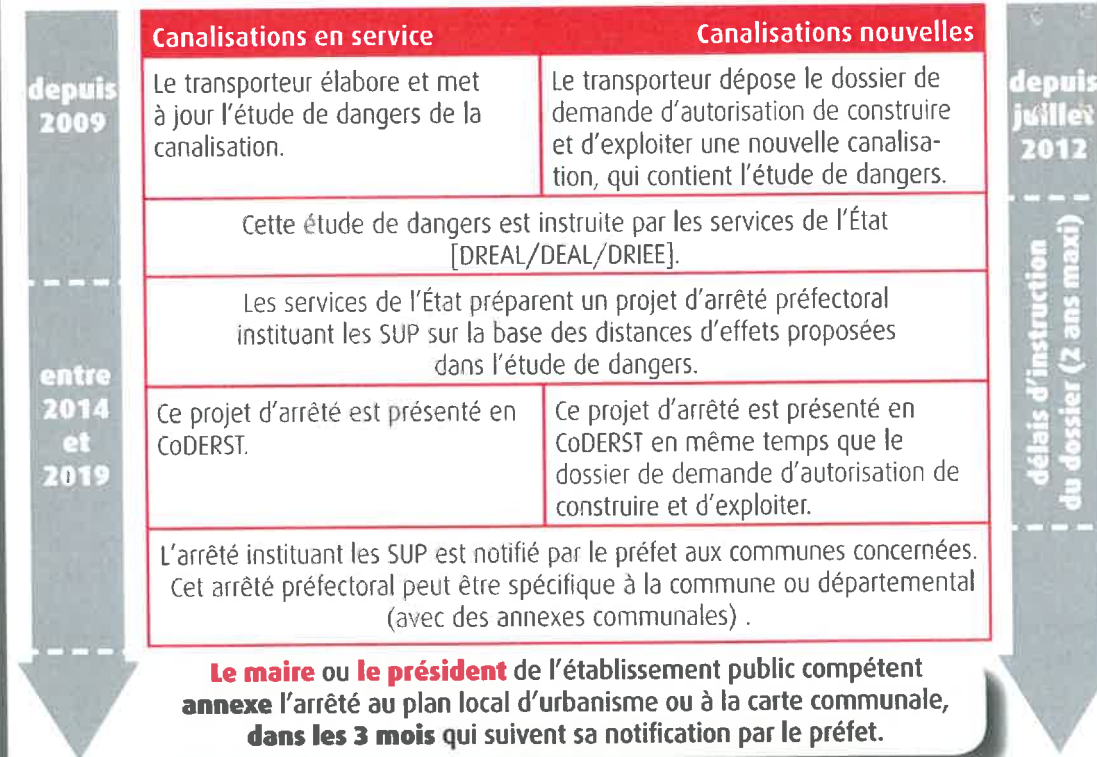 Canalisations en service
Canalisations nouvelles
depuis
2009
Le transporteur élabore et met
à jour l'étude de dangers de la
canalisation.
Le transporteur dépose le dossier de
demande d'autorisation de construire
et d'exploiter une nouvelle canalisa-
tion, qui contient l'étude de dangers.
depuis
juillet
2012
Cette étude de dangers est instruite par les services de l'État
[DREAL/DEAL/DRIEE].
Les services de l'État préparent un projet d'arrêté préfectoral
instituant les SUP sur la base des distances d'effets proposées
dans l'étude de dangers.
entre
2014
et
2019
Ce projet d'arrêté est présenté en
CoDERST.
Ce projet d'arrêté est présenté en
CoDERST en même temps que le
dossier de demande d'autorisation de
construire et d'exploiter.
délais d'instruction
du dossier (2 ans maxi)
L'arrêté instituant les SUP est notifié par le préfet aux communes concernées.
Cet arrêté préfectoral peut être spécifique à la commune ou départemental
(avec des annexes communales) .
Le maire ou le président de l'établissement public compétent
annexe l'arrêté au plan local d'urbanisme ou à la carte communale,
dans les 3 mois qui suivent sa notification par le préfet.